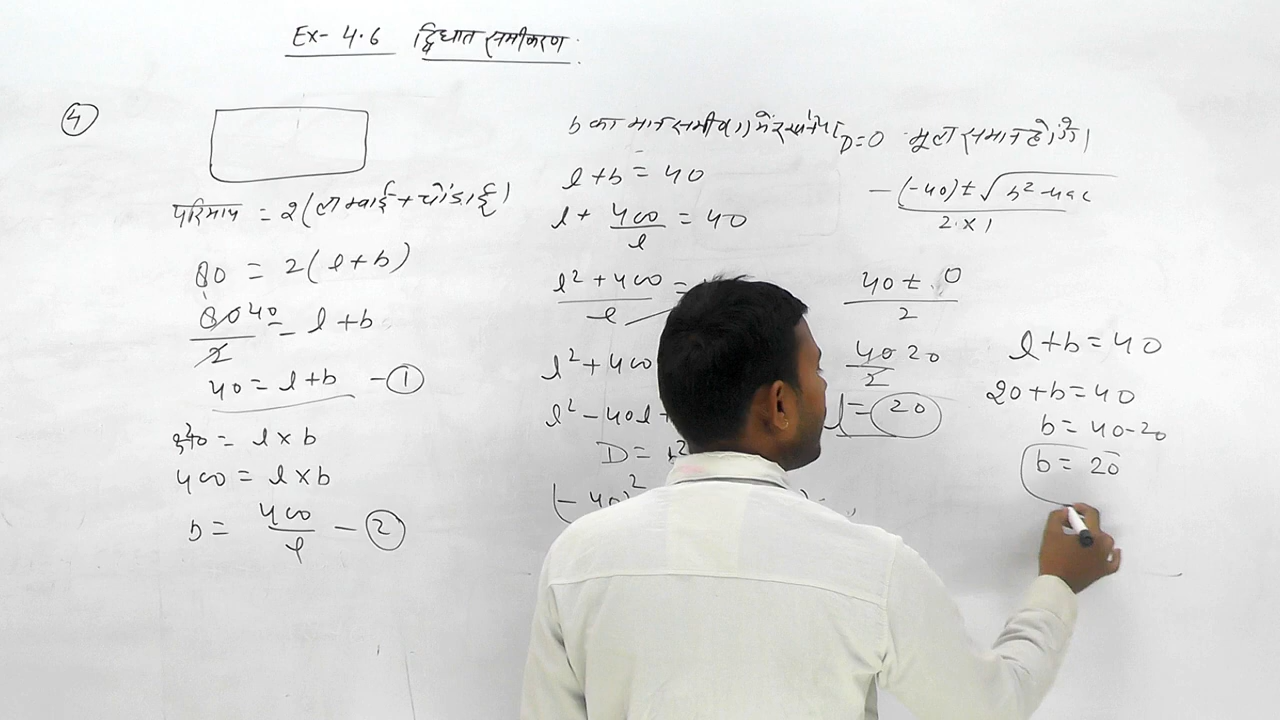 Ex- 4.6 द्विघात समीकरण :
4
परिमाप = 2(लम्बाई + चौड़ाई)
80 = 2(l+b)
80 40
2 = l+b
40 = l+b - 1
क्षे० = l×b
400 = l×b
b = 400/l - 2
b का मान समी० 1) में रखने पर
l+b = 40
l + 400/l = 40
l² + 400 =
l
l² + 400
l² - 40l +
D =
(- 40)²
D=0 मूल समान होंगे।
-(-40) ± √b²-4ac
2×1
40 ± 0
2
40 20
2
l = 20
l+b = 40
20+b = 40
b = 40-20
b = 20